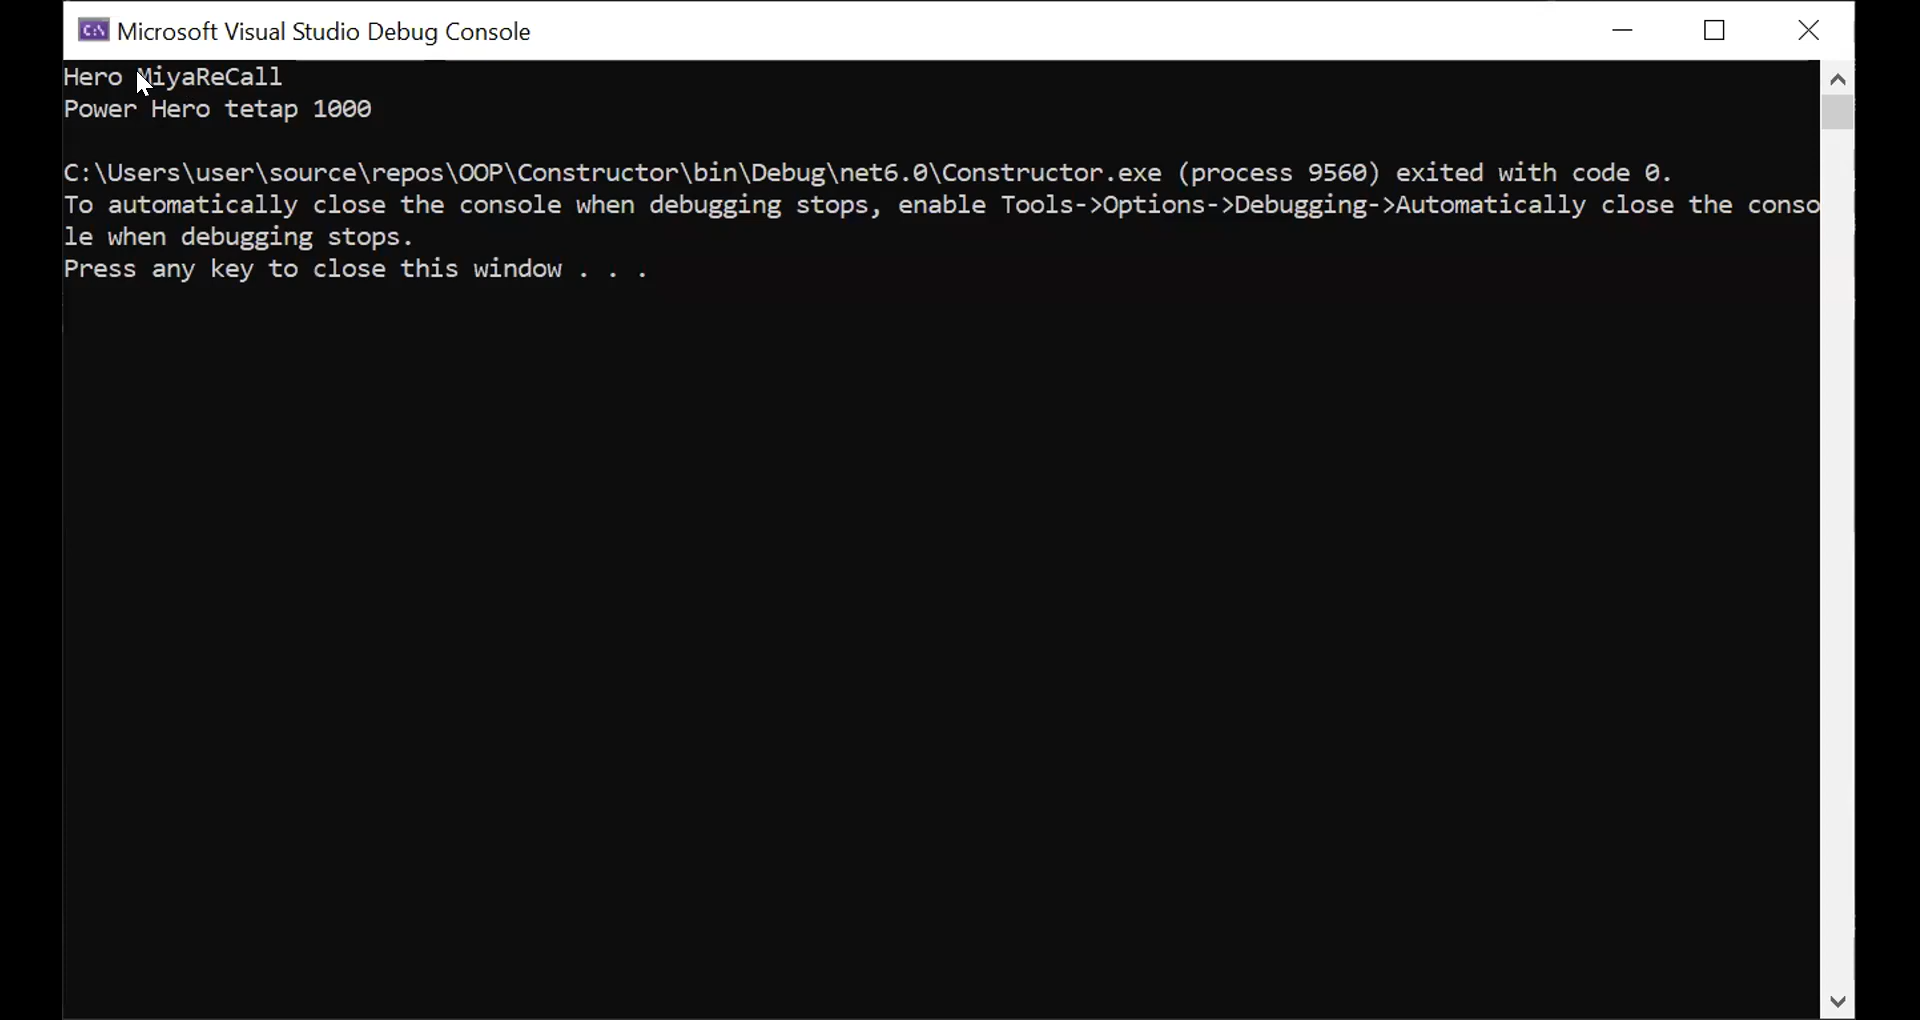 Microsoft Visual Studio Debug Console
Hero MiyaReCall
Power Hero tetap 1000
C:\Users\user\source\repos\OOP\Constructor\bin\Debug\net6.0\Constructor.exe (process 9560) exited with code 0.
To automatically close the console when debugging stops, enable Tools->Options->Debugging->Automatically close the conso
le when debugging stops.
Press any key to close this window . . .